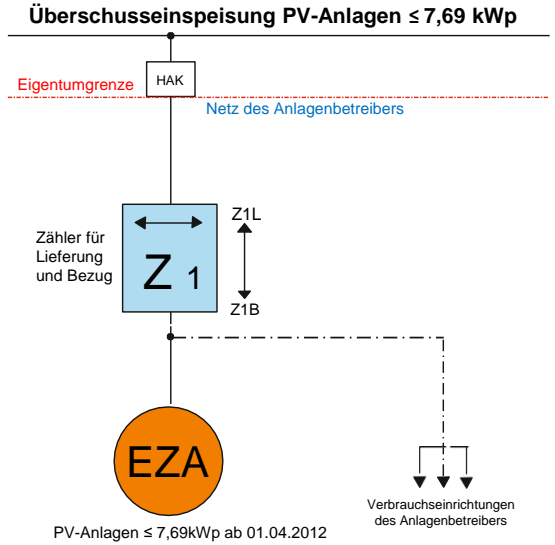 Überschusseinspeisung PV-Anlagen ≤ 7,69 kWp
HAK
Eigentumgrenze
Netz des Anlagenbetreibers
Zähler für
Lieferung
und Bezug
Z 1
Z1L
Z1B
EZA
PV-Anlagen ≤ 7,69kWp ab 01.04.2012
Verbrauchseinrichtungen
des Anlagenbetreibers